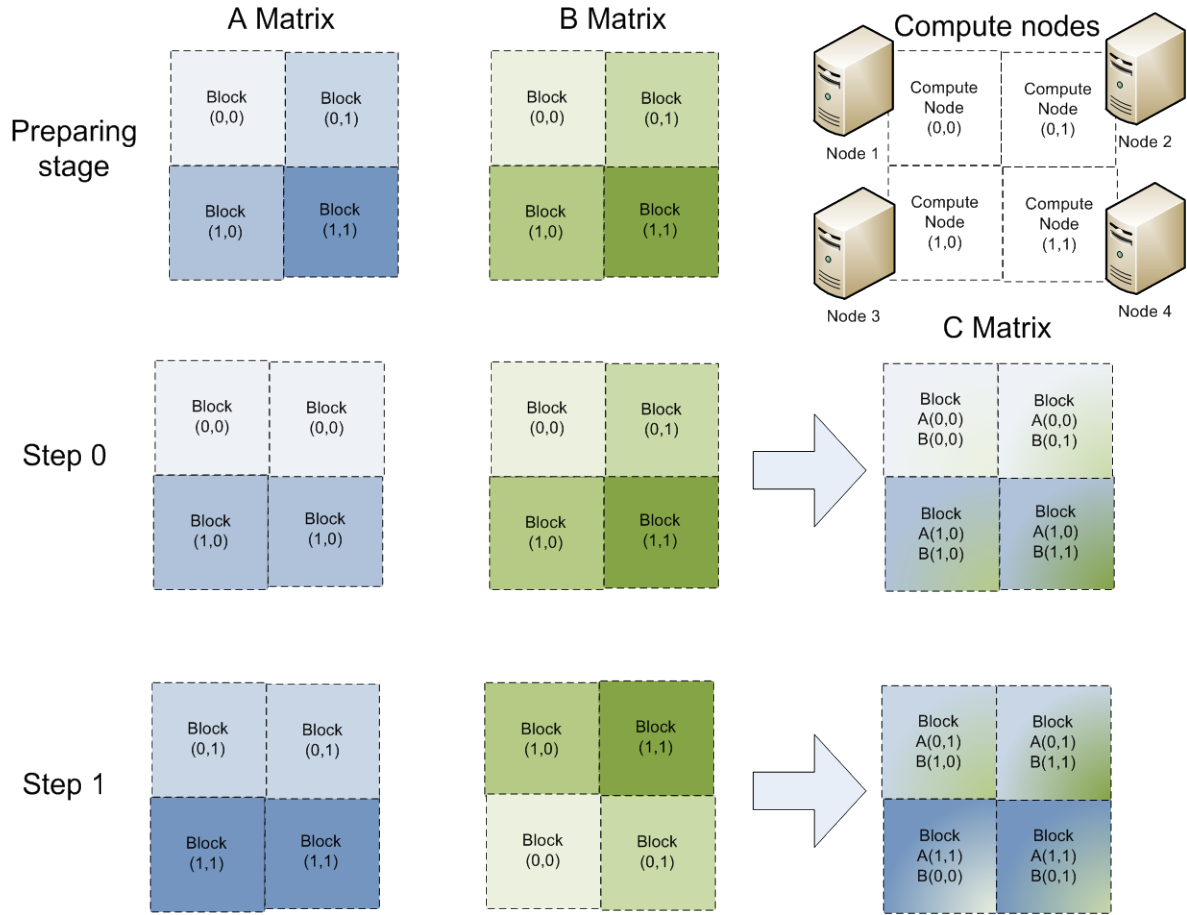 A Matrix
B Matrix
Compute nodes
Preparing
stage
Block
(0,0)
Block
(0,1)
Block
(1,0)
Block
(1,1)
Block
(0,0)
Block
(0,1)
Block
(1,0)
Block
(1,1)
Compute
Node
(0,0)
Compute
Node
(0,1)
Compute
Node
(1,0)
Compute
Node
(1,1)
Node 1
Node 2
Node 3
Node 4
C Matrix
Step 0
Block
(0,0)
Block
(0,0)
Block
(1,0)
Block
(1,0)
Block
(0,0)
Block
(0,1)
Block
(1,0)
Block
(1,1)
Block
A(0,0)
B(0,0)
Block
A(0,0)
B(0,1)
Block
A(1,0)
B(1,0)
Block
A(1,0)
B(1,1)
Step 1
Block
(0,1)
Block
(0,1)
Block
(1,1)
Block
(1,1)
Block
(1,0)
Block
(1,1)
Block
(0,0)
Block
(0,1)
Block
A(0,1)
B(1,0)
Block
A(0,1)
B(1,1)
Block
A(1,1)
B(0,0)
Block
A(1,1)
B(0,1)